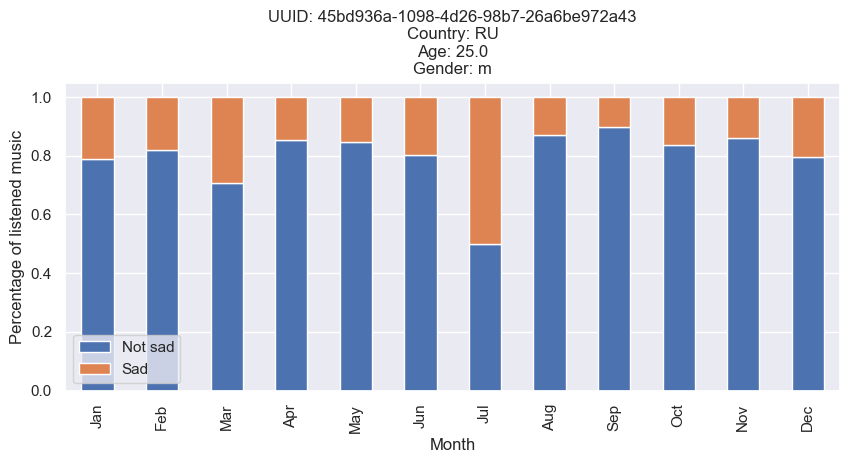 UUID: 45bd936a-1098-4d26-98b7-26a6be972a43
Country: RU
Age: 25.0
Gender: m
Percentage of listened music
1.0
0.8
0.6
0.4
0.2
0.0
Not sad
Sad
Jan
Feb
Mar
Apr
May
Jun
Jul
Aug
Sep
Oct
Nov
Dec
Month